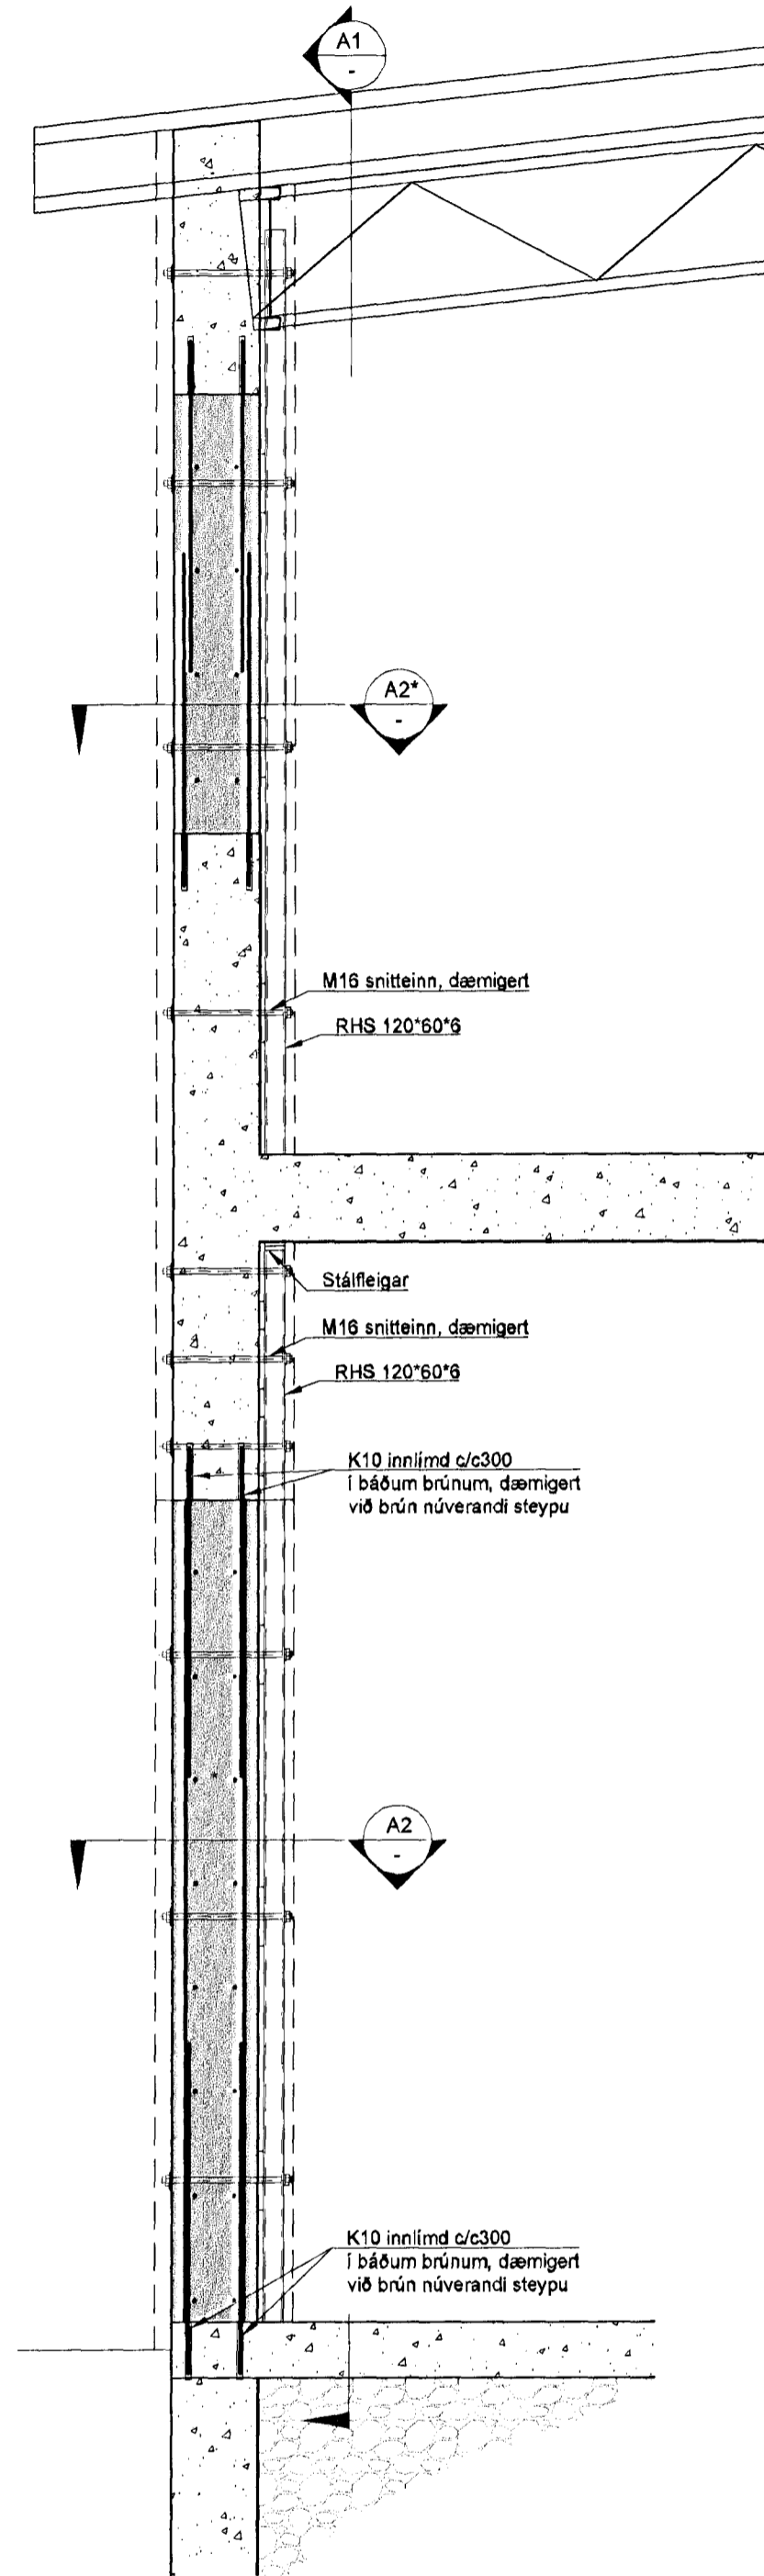 A1
-
A2*
-
M16 snitteinn, dæmigert
RHS 120*60*6
Stálfleigar
M16 snitteinn, dæmigert
RHS 120*60*6
K10 innlímd c/c300
í báðum brúnum, dæmigert
við brún núverandi steypu
A2
-
K10 innlímd c/c300
í báðum brúnum, dæmigert
við brún núverandi steypu